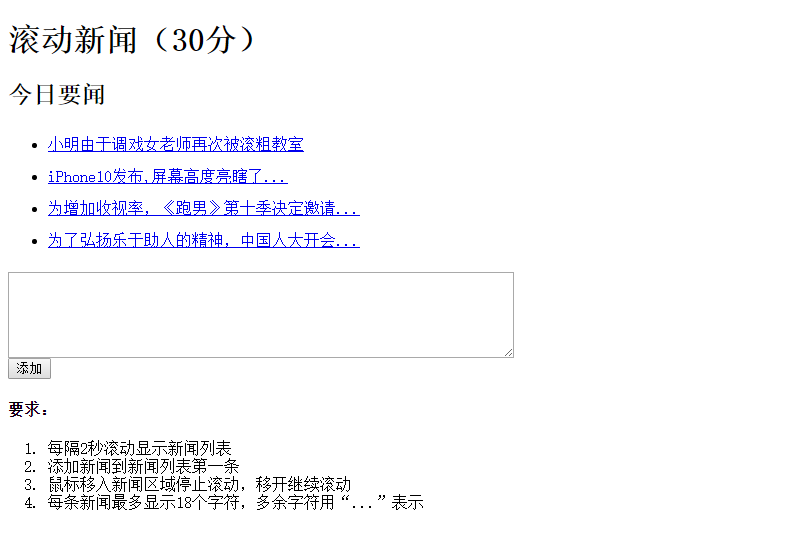 滚动新闻（30分）
今日要闻
小明由于调戏女老师再次被滚粗教室
iPhone10发布,屏幕高度亮瞎了...
为增加收视率，《跑男》第十季决定邀请...
为了弘扬乐于助人的精神，中国人大开会...
添加
要求：
1. 每隔2秒滚动显示新闻列表
2. 添加新闻到新闻列表第一条
3. 鼠标移入新闻区域停止滚动，移开继续滚动
4. 每条新闻最多显示18个字符，多余字符用“...”表示